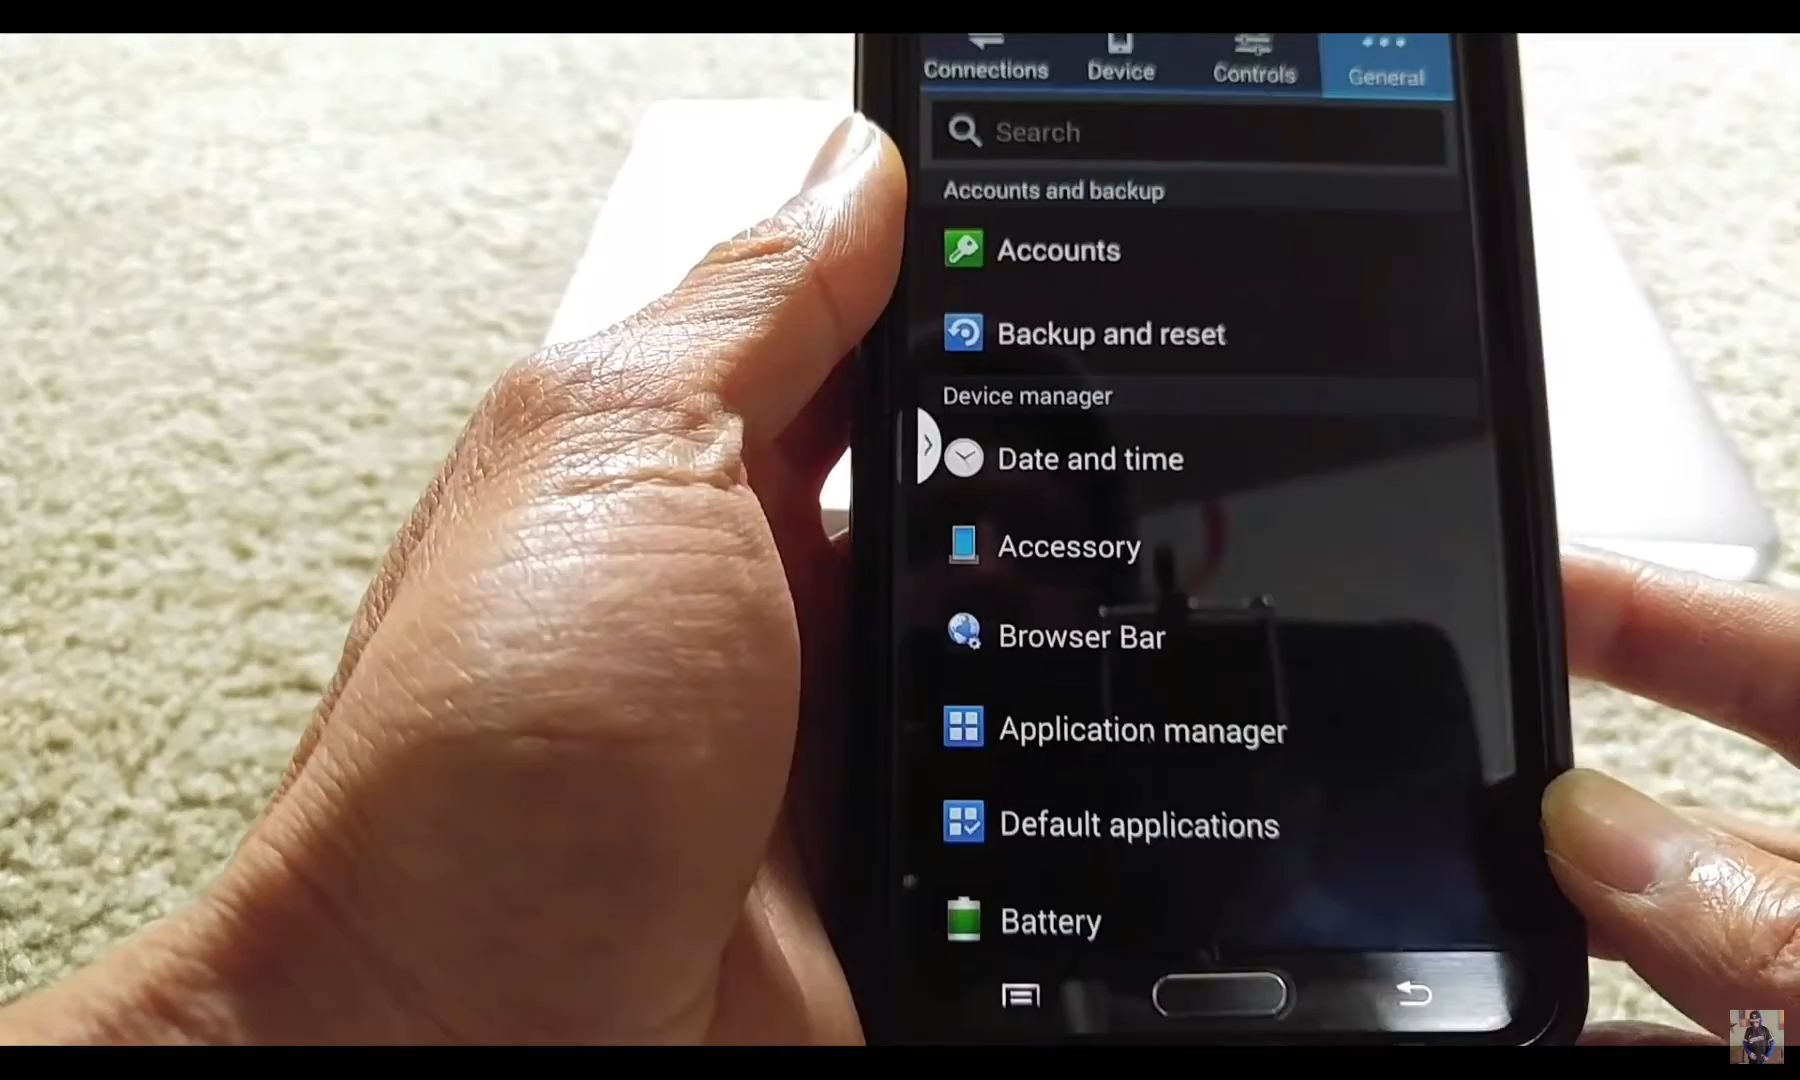 Connections Device Controls General
Search
Accounts and backup
Accounts
Backup and reset
Device manager
Date and time
Accessory
Browser Bar
Application manager
Default applications
Battery